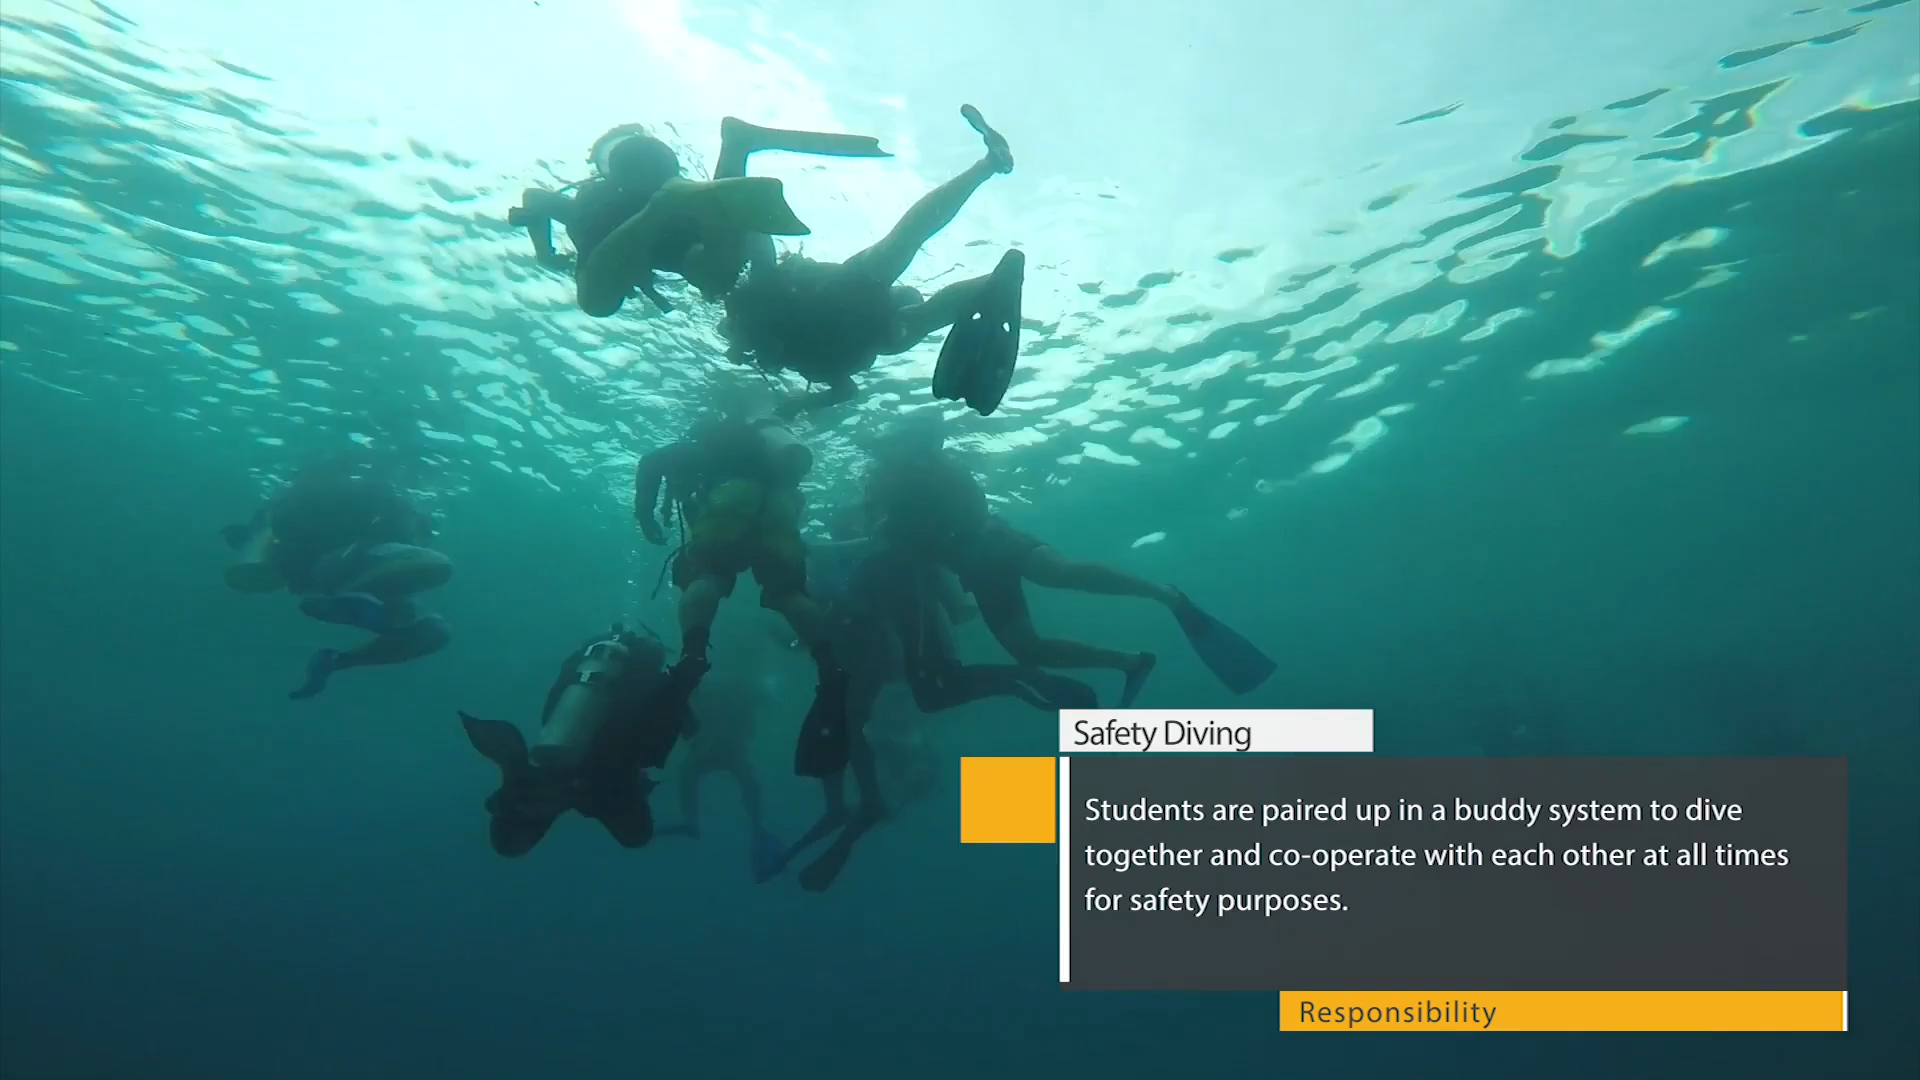 Safety Diving
Students are paired up in a buddy system to dive
together and co-operate with each other at all times
for safety purposes.
Responsibility